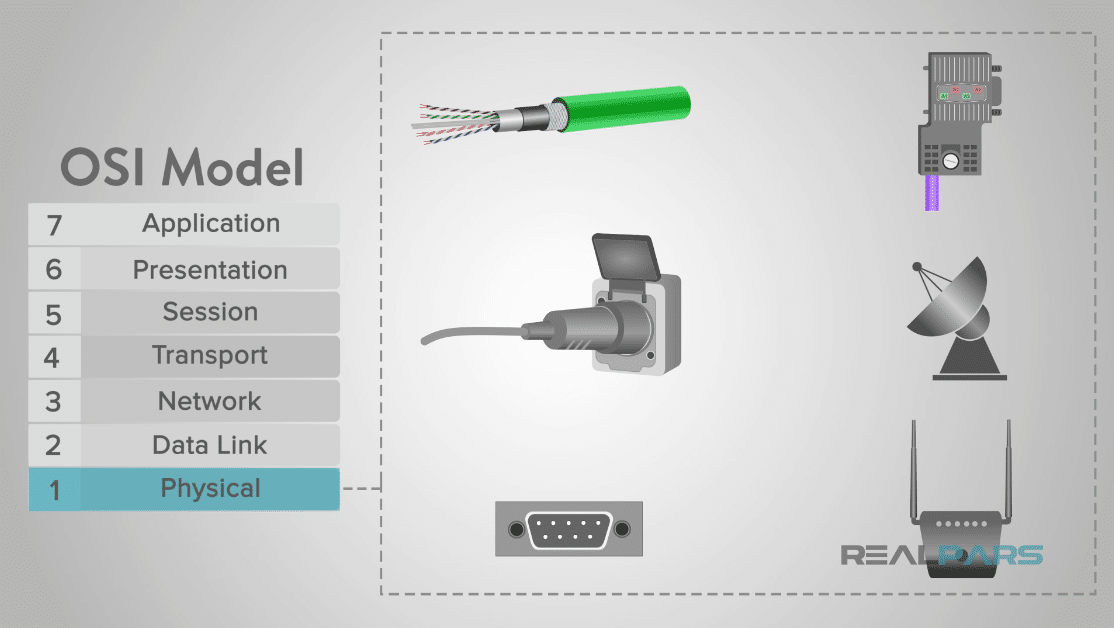 OSI Model
7 Application
6 Presentation
5 Session
4 Transport
3 Network
2 Data Link
1 Physical
REALPARS